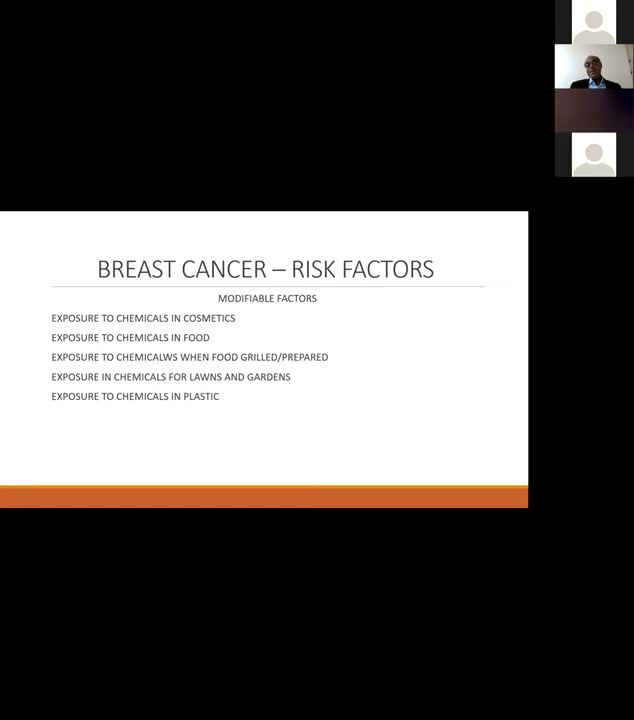 BREAST CANCER – RISK FACTORS
MODIFIABLE FACTORS
EXPOSURE TO CHEMICALS IN COSMETICS
EXPOSURE TO CHEMICALS IN FOOD
EXPOSURE TO CHEMICALWS WHEN FOOD GRILLED/PREPARED
EXPOSURE IN CHEMICALS FOR LAWNS AND GARDENS
EXPOSURE TO CHEMICALS IN PLASTIC